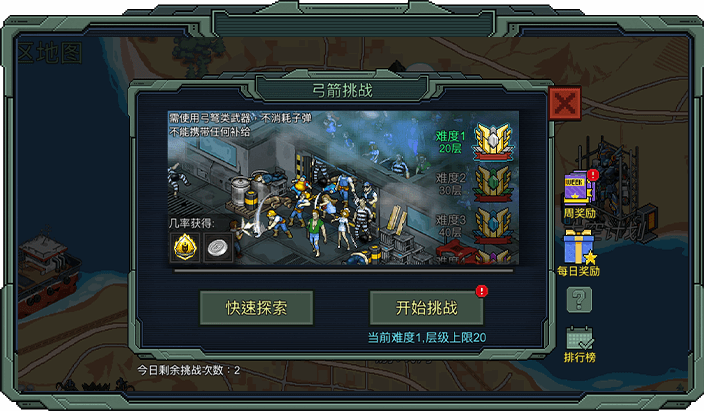 区地图
弓箭挑战
需使用弓弩类武器，不消耗子弹
不能携带任何补给
难度1
20层
难度2
30层
难度3
40层
几率获得:
WEEK
周奖励
每日奖励
快速探索
开始挑战
当前难度1,层级上限20
排行榜
今日剩余挑战次数：2